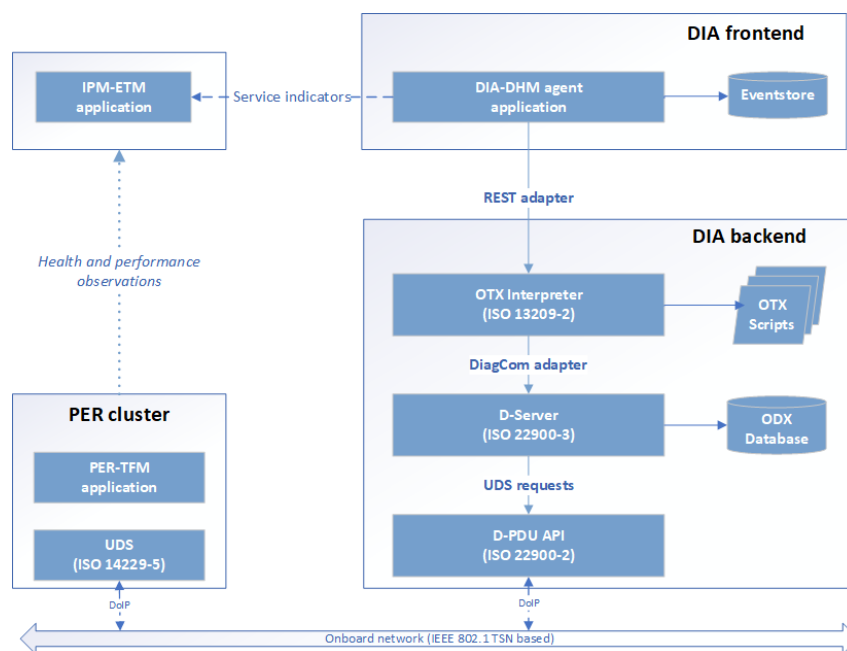 DIA frontend
IPM-ETM
application
Service indicators
DIA-DHM agent
application
Eventstore
REST adapter
DIA backend
Health and performance
observations
OTX Interpreter
(ISO 13209-2)
OTX
Scripts
DiagCom adapter
PER cluster
D-Server
(ISO 22900-3)
ODX
Database
PER-TFM
application
UDS requests
UDS
(ISO 14229-5)
D-PDU API
(ISO 22900-2)
DoIP
DoIP
Onboard network (IEEE 802.1 TSN based)